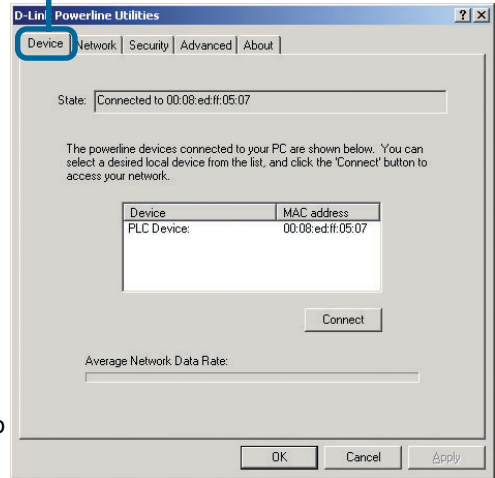 D-Link Powerline Utilities
Device Network Security Advanced About
State: Connected to 00:08:ed:ff:05:07
The powerline devices connected to your PC are shown below. You can
select a desired local device from the list, and click the 'Connect' button to
access your network.
Device MAC address
PLC Device: 00:08:ed:ff:05:07
Connect
Average Network Data Rate:
OK Cancel Apply